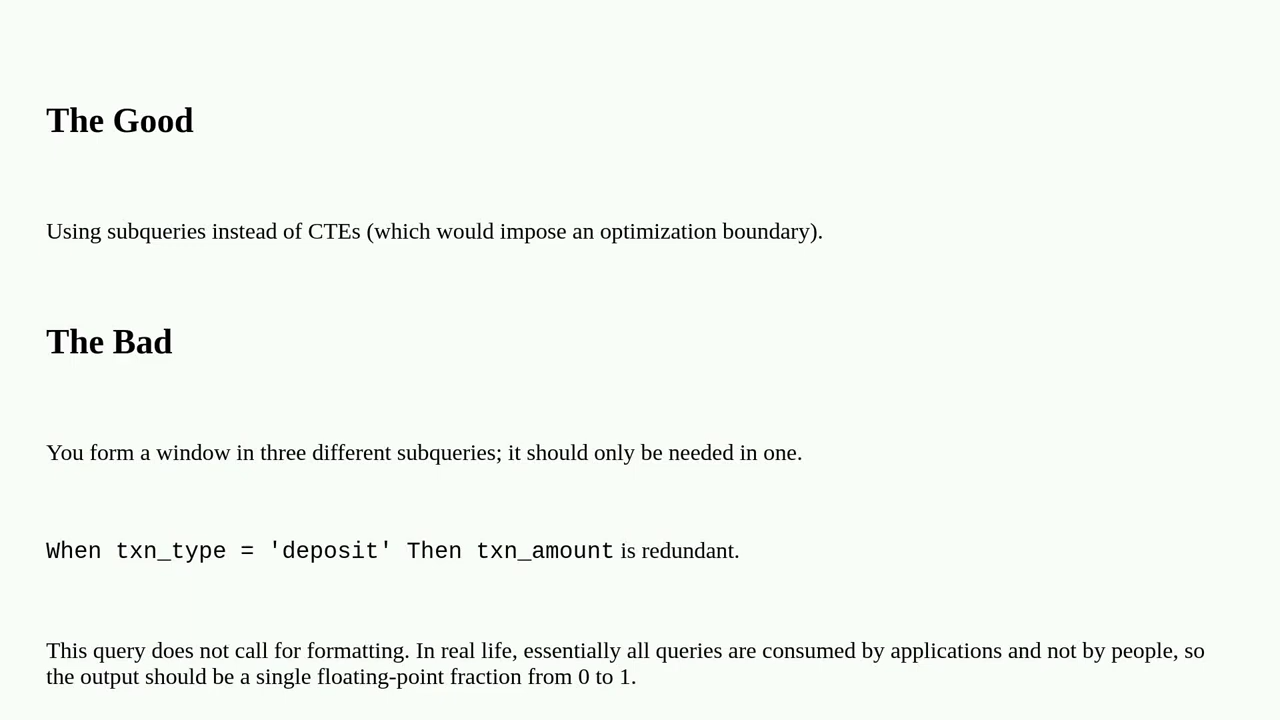 The Good
Using subqueries instead of CTEs (which would impose an optimization boundary).
The Bad
You form a window in three different subqueries; it should only be needed in one.
When txn_type = 'deposit' Then txn_amount is redundant.
This query does not call for formatting. In real life, essentially all queries are consumed by applications and not by people, so
the output should be a single floating-point fraction from 0 to 1.